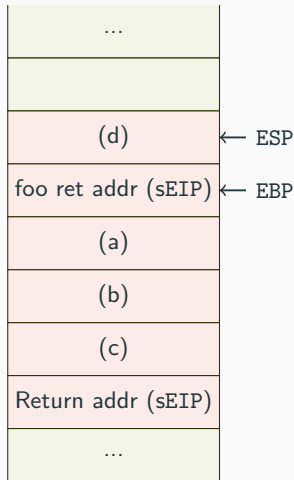 ...
(d)
← ESP
foo ret addr (sEIP)
← EBP
(a)
(b)
(c)
Return addr (sEIP)
...